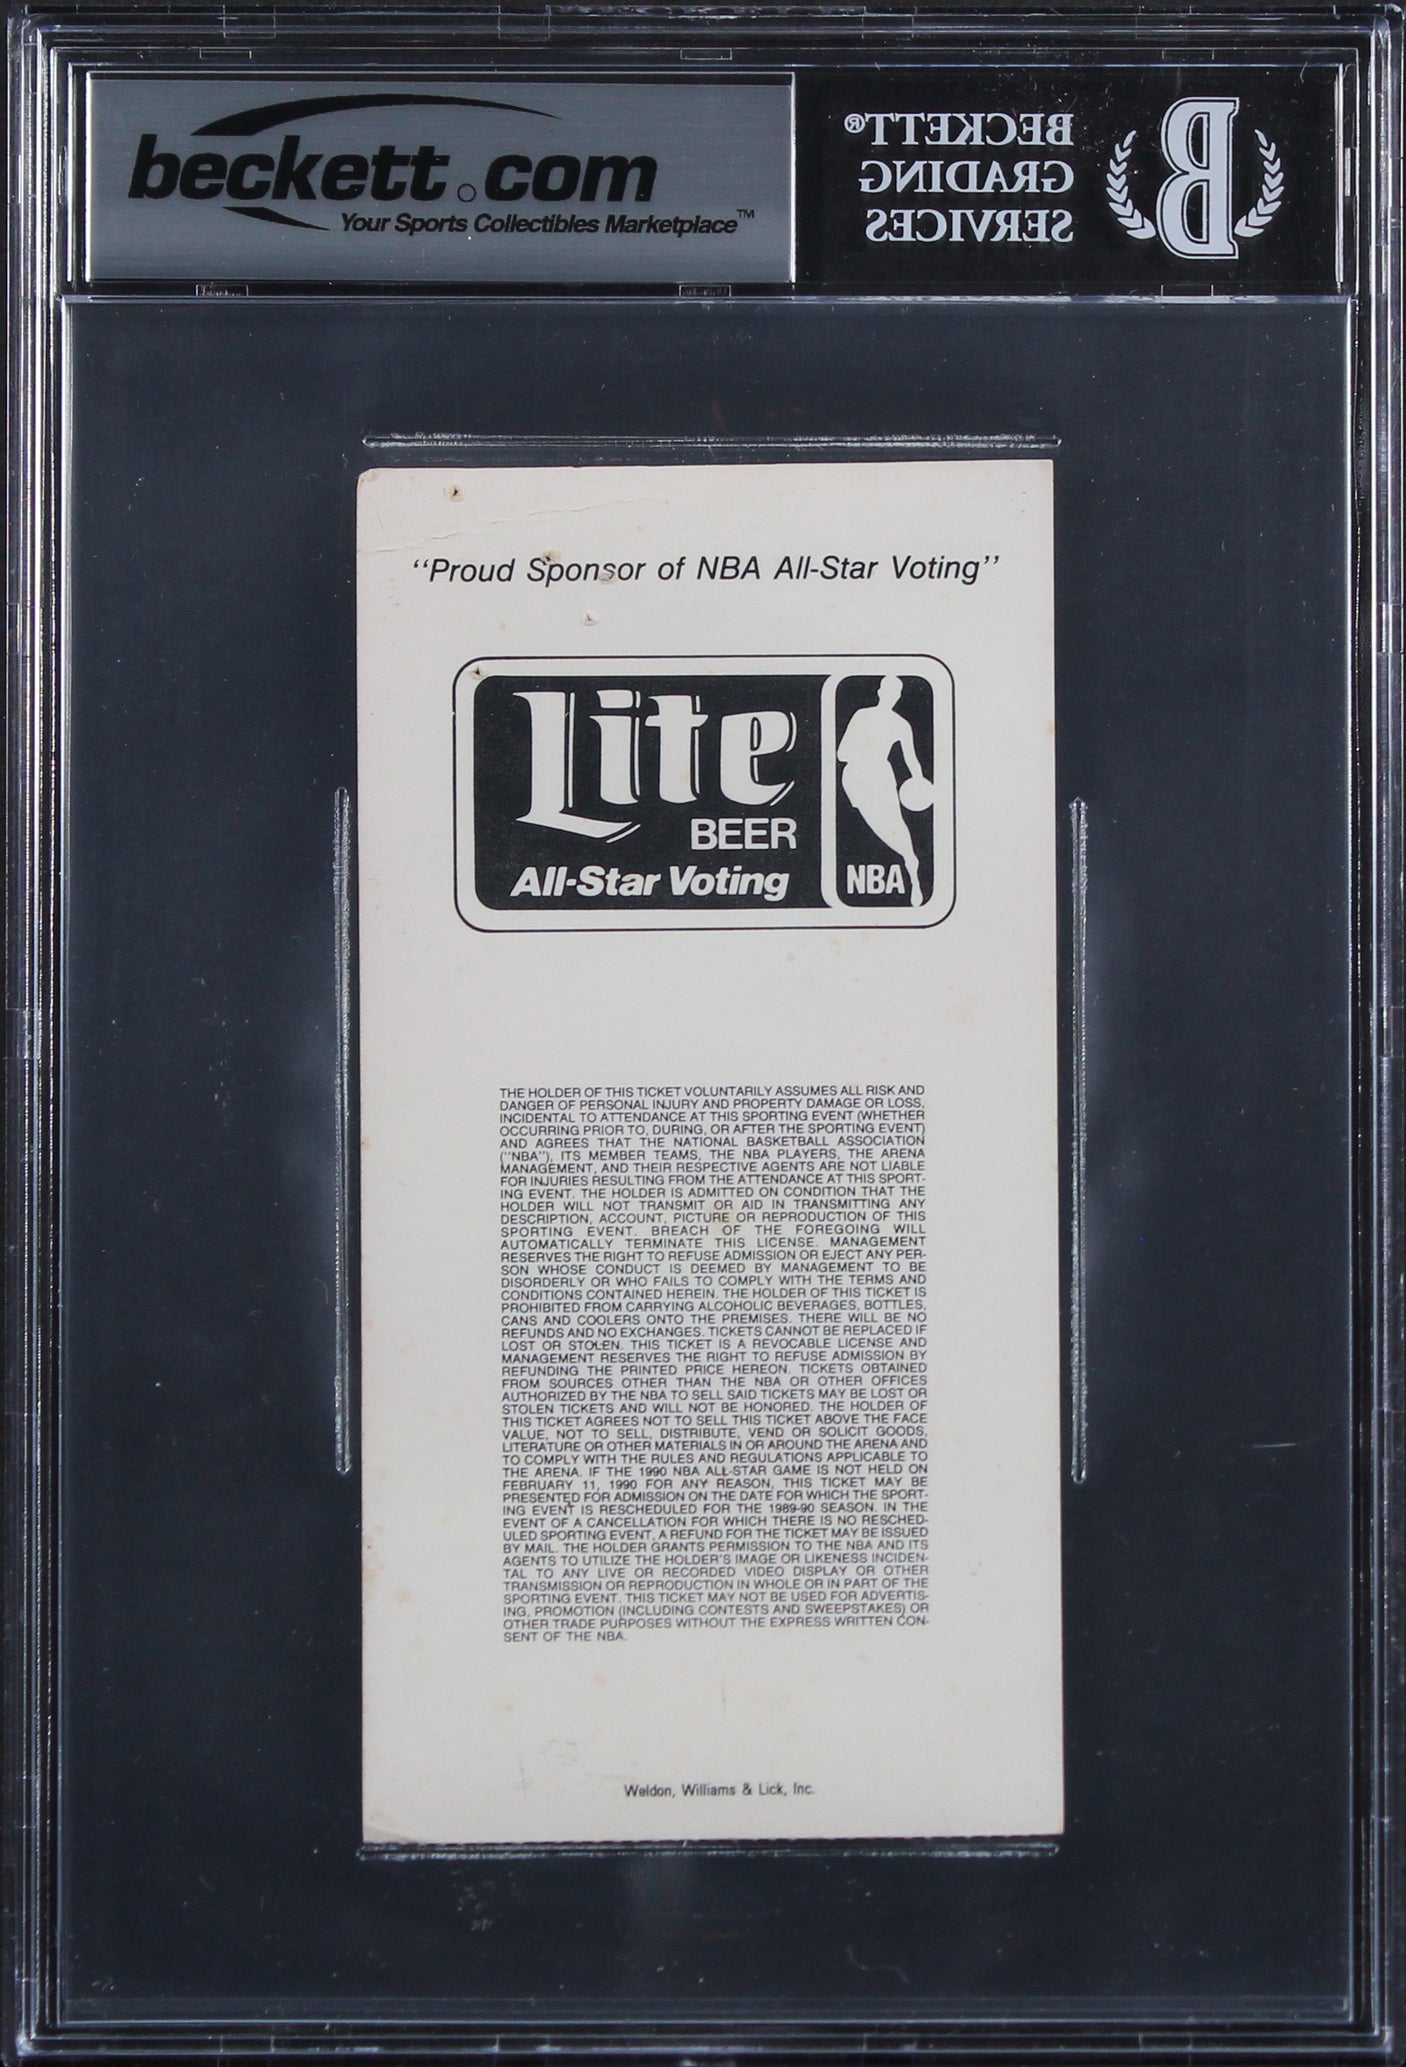 beckett.com
Your Sports Collectibles Marketplace™
BECKETT®
GRADING
SERVICES
B
‘‘Proud Sponsor of NBA All-Star Voting’’
Lite
BEER
All-Star Voting
NBA
THE HOLDER OF THIS TICKET VOLUNTARILY ASSUMES ALL RISK AND
DANGER OF PERSONAL INJURY AND PROPERTY DAMAGE OR LOSS,
INCIDENTAL TO ATTENDANCE AT THIS SPORTING EVENT (WHETHER
OCCURRING PRIOR TO, DURING, OR AFTER THE SPORTING EVENT)
AND AGREES THAT THE NATIONAL BASKETBALL ASSOCIATION
(‘‘NBA’’), ITS MEMBER TEAMS, THE NBA PLAYERS, THE ARENA
MANAGEMENT, AND THEIR RESPECTIVE AGENTS ARE NOT LIABLE
FOR INJURIES RESULTING FROM THE ATTENDANCE AT THIS SPORT-
ING EVENT. THE HOLDER IS ADMITTED ON CONDITION THAT THE
HOLDER WILL NOT TRANSMIT OR AID IN TRANSMITTING ANY
DESCRIPTION, ACCOUNT, PICTURE OR REPRODUCTION OF THIS
SPORTING EVENT. BREACH OF THE FOREGOING WILL
AUTOMATICALLY TERMINATE THIS LICENSE. MANAGEMENT
RESERVES THE RIGHT TO REFUSE ADMISSION OR EJECT ANY PER-
SON WHOSE CONDUCT IS DEEMED BY MANAGEMENT TO BE
DISORDERLY OR WHO FAILS TO COMPLY WITH THE TERMS AND
CONDITIONS CONTAINED HEREIN. THE HOLDER OF THIS TICKET IS
PROHIBITED FROM CARRYING ALCOHOLIC BEVERAGES, BOTTLES,
CANS AND COOLERS ONTO THE PREMISES. THERE WILL BE NO
REFUNDS AND NO EXCHANGES. TICKETS CANNOT BE REPLACED IF
LOST OR STOLEN. THIS TICKET IS A REVOCABLE LICENSE AND
MANAGEMENT RESERVES THE RIGHT TO REFUSE ADMISSION BY
REFUNDING THE PRINTED PRICE HEREON. TICKETS OBTAINED
FROM SOURCES OTHER THAN THE NBA OR OTHER OFFICES
AUTHORIZED BY THE NBA TO SELL SAID TICKETS MAY BE LOST OR
STOLEN TICKETS AND WILL NOT BE HONORED. THE HOLDER OF
THIS TICKET AGREES NOT TO SELL THIS TICKET ABOVE THE FACE
VALUE, NOT TO SELL, DISTRIBUTE, VEND OR SOLICIT GOODS,
LITERATURE OR OTHER MATERIALS IN OR AROUND THE ARENA AND
TO COMPLY WITH THE RULES AND REGULATIONS APPLICABLE TO
THE ARENA. IF THE 1990 NBA ALL-STAR GAME IS NOT HELD ON
FEBRUARY 11, 1990 FOR ANY REASON, THIS TICKET MAY BE
PRESENTED FOR ADMISSION ON THE DATE FOR WHICH THE SPORT-
ING EVENT IS RESCHEDULED FOR THE 1989-90 SEASON. IN THE
EVENT OF A CANCELLATION FOR WHICH THERE IS NO RESCHED-
ULED SPORTING EVENT, A REFUND FOR THE TICKET MAY BE ISSUED
BY MAIL. THE HOLDER GRANTS PERMISSION TO THE NBA AND ITS
AGENTS TO UTILIZE THE HOLDER'S IMAGE OR LIKENESS INCIDEN-
TAL TO ANY LIVE OR RECORDED VIDEO DISPLAY OR OTHER
TRANSMISSION OR REPRODUCTION IN WHOLE OR IN PART OF THE
SPORTING EVENT. THIS TICKET MAY NOT BE USED FOR ADVERTIS-
ING, PROMOTION (INCLUDING CONTESTS AND SWEEPSTAKES) OR
OTHER TRADE PURPOSES WITHOUT THE EXPRESS WRITTEN CON-
SENT OF THE NBA.
Weldon, Williams & Lick, Inc.